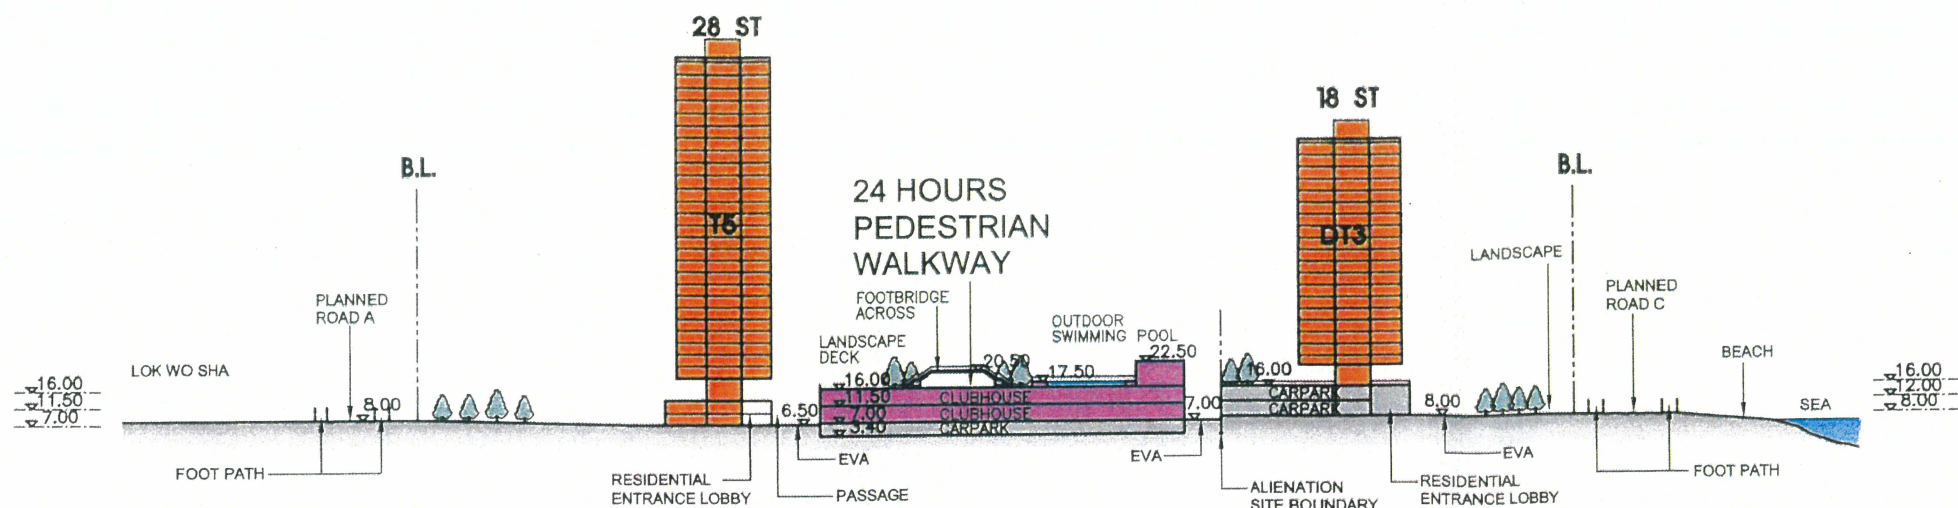 28 ST
18 ST
B.L.
B.L.
24 HOURS
PEDESTRIAN
WALKWAY
T5
DT3
LANDSCAPE
PLANNED
ROAD A
FOOTBRIDGE
ACROSS
PLANNED
ROAD C
OUTDOOR
SWIMMING POOL
LANDSCAPE
DECK
22.50
20.50
17.50
BEACH
LOK WO SHA
16.00
11.50
7.00
8.00
6.50
16.00
11.50
CLUBHOUSE
7.00
CLUBHOUSE
3.40
CARPARK
7.00
16.00
CARPARK
CARPARK
8.00
SEA
16.00
12.00
8.00
FOOT PATH
RESIDENTIAL
ENTRANCE LOBBY
EVA
PASSAGE
EVA
ALIENATION
SITE BOUNDARY
EVA
RESIDENTIAL
ENTRANCE LOBBY
FOOT PATH